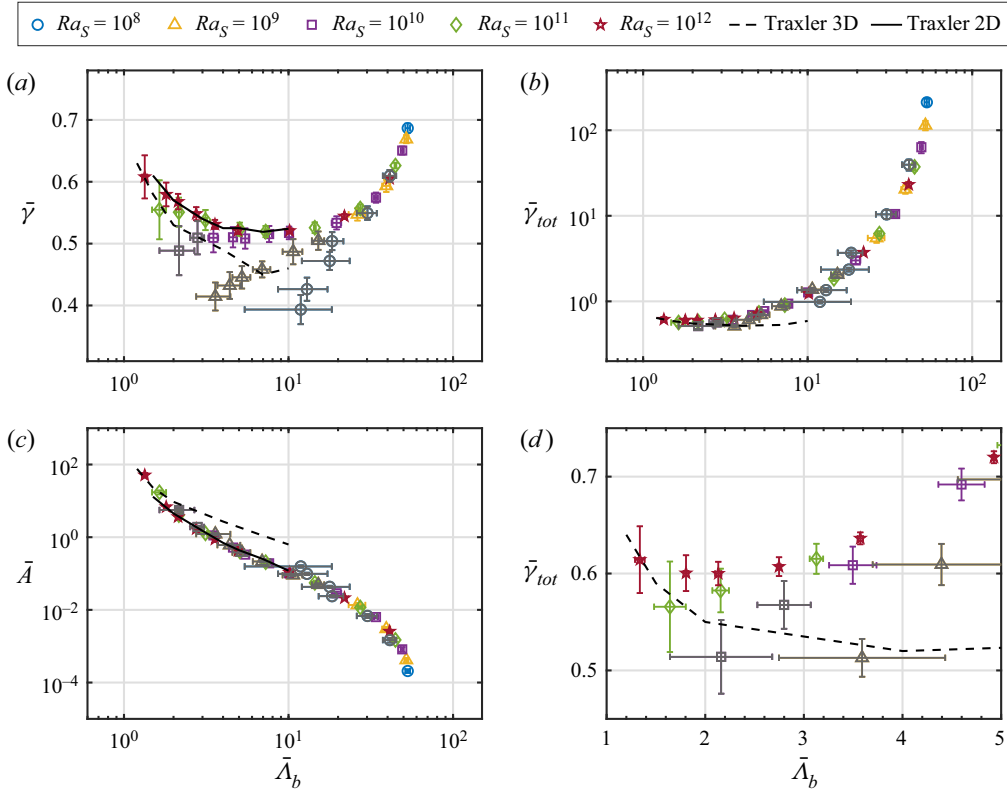 Ra_S = 10^8 Ra_S = 10^9 Ra_S = 10^10 Ra_S = 10^11 Ra_S = 10^12 Traxler 3D Traxler 2D
(a)
γ̄
0.7
0.6
0.5
0.4
10^0 10^1 10^2
(b)
γ̄_tot
10^2
10^1
10^0
10^0 10^1 10^2
(c)
Ā
10^2
10^0
10^−2
10^−4
10^0 10^1 10^2
Λ̄_b
(d)
γ̄_tot
0.7
0.6
0.5
1 2 3 4 5
Λ̄_b